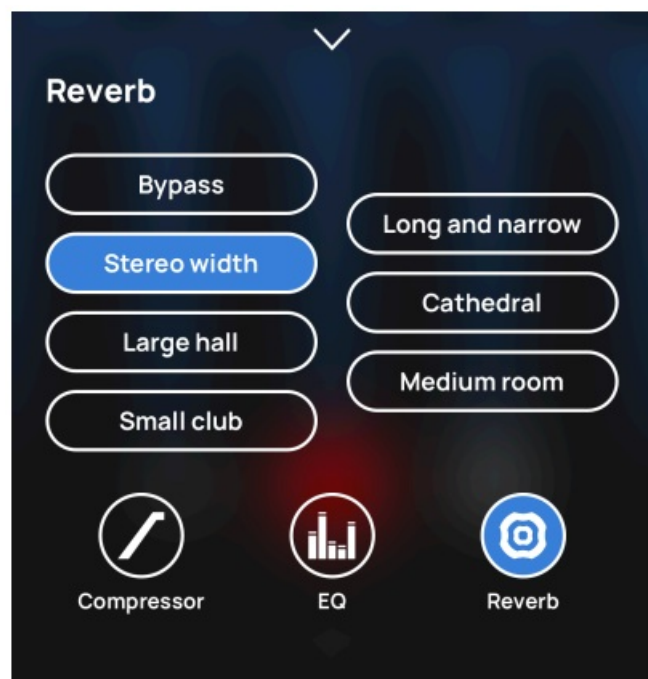 Reverb
Bypass
Stereo width
Large hall
Small club
Long and narrow
Cathedral
Medium room
Compressor
EQ
Reverb